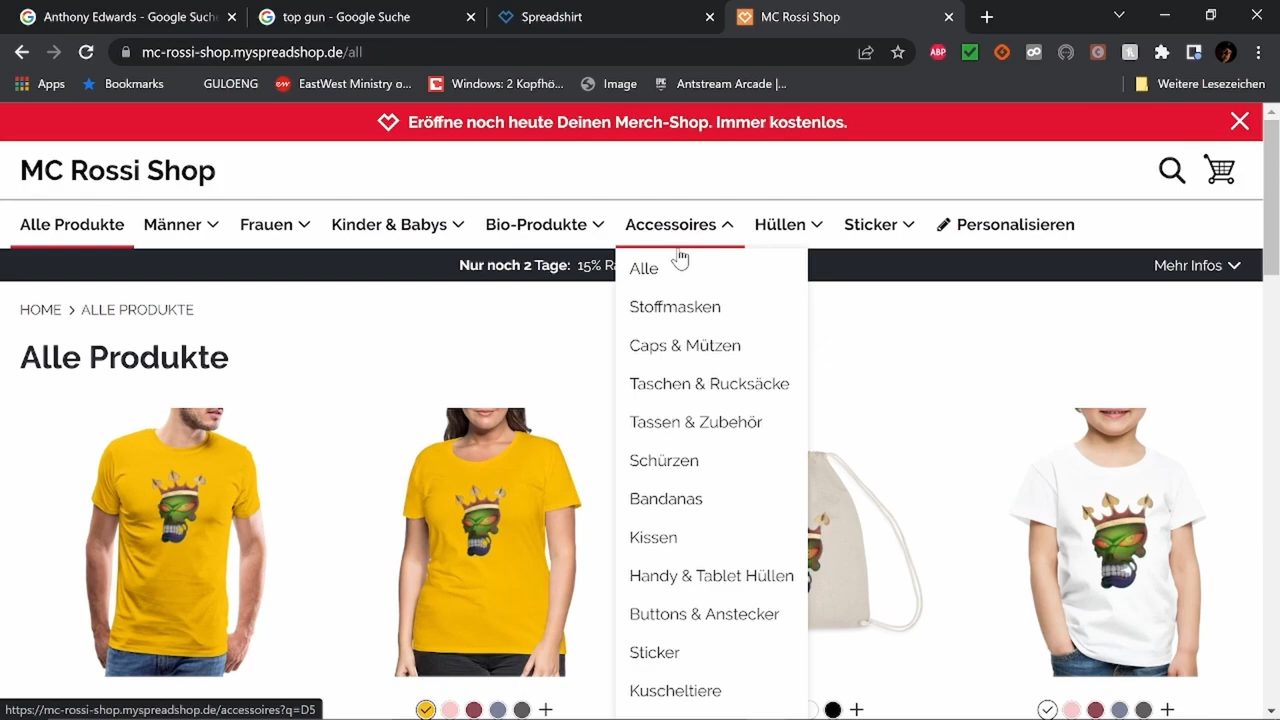 Anthony Edwards - Google Suche
top gun - Google Suche
Spreadshirt
MC Rossi Shop
mc-rossi-shop.myspreadshop.de/all
ABP
Apps
Bookmarks
GULOENG
EastWest Ministry o...
Windows: 2 Kopfhö...
Image
Antstream Arcade |...
Weitere Lesezeichen
Eröffne noch heute Deinen Merch-Shop. Immer kostenlos.
MC Rossi Shop
Alle Produkte
Männer
Frauen
Kinder & Babys
Bio-Produkte
Accessoires
Hüllen
Sticker
Personalisieren
Nur noch 2 Tage: 15% R
Mehr Infos
HOME > ALLE PRODUKTE
Alle Produkte
Alle
Stoffmasken
Caps & Mützen
Taschen & Rucksäcke
Tassen & Zubehör
Schürzen
Bandanas
Kissen
Handy & Tablet Hüllen
Buttons & Anstecker
Sticker
Kuscheltiere
https://mc-rossi-shop.myspreadshop.de/accessoires?q=D5